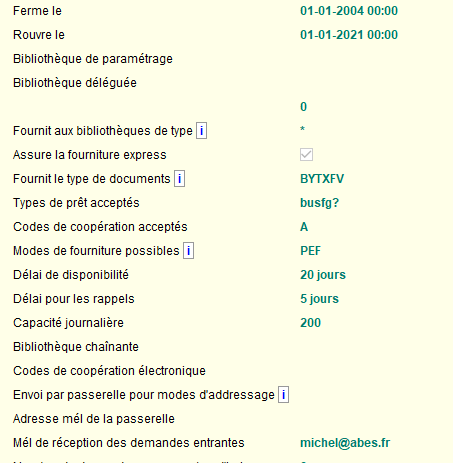 Ferme le 01-01-2004 00:00
Rouvre le 01-01-2021 00:00
Bibliothèque de paramétrage
Bibliothèque déléguée
0
Fournit aux bibliothèques de type i *
Assure la fourniture express
Fournit le type de documents i BYTXFV
Types de prêt acceptés busfg?
Codes de coopération acceptés A
Modes de fourniture possibles i PEF
Délai de disponibilité 20 jours
Délai pour les rappels 5 jours
Capacité journalière 200
Bibliothèque chaînante
Codes de coopération électronique
Envoi par passerelle pour modes d'addressage i
Adresse mél de la passerelle
Mél de réception des demandes entrantes michel@abes.fr